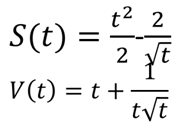 S(t) = t²/2 - 2/√t
V(t) = t + 1/(t√t)